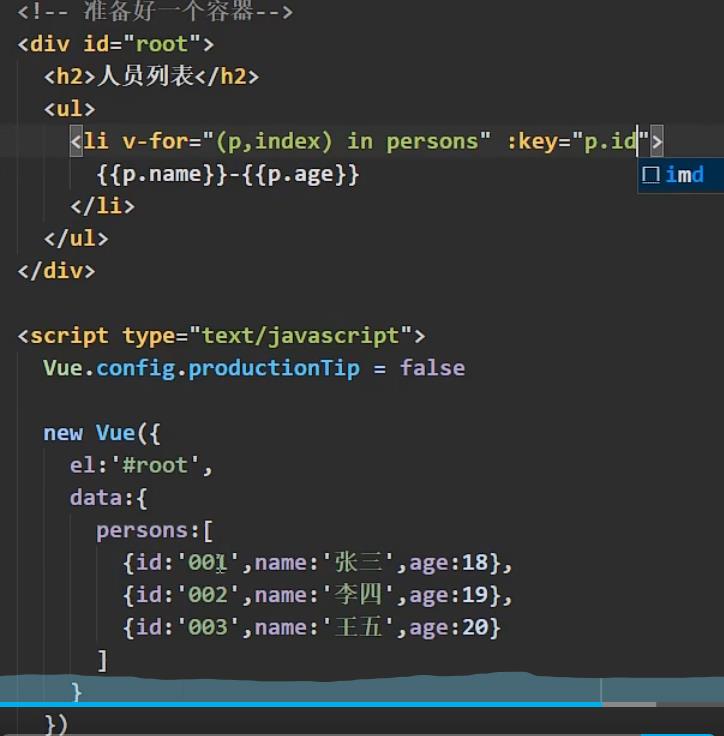 <!-- 准备好一个容器-->
<div id="root">
<h2>人员列表</h2>
<ul>
<li v-for="(p,index) in persons" :key="p.id">
imd
{{p.name}}-{{p.age}}
</li>
</ul>
</div>
<script type="text/javascript">
Vue.config.productionTip = false
new Vue({
el:'#root',
data:{
persons:[
{id:'001',name:'张三',age:18},
{id:'002',name:'李四',age:19},
{id:'003',name:'王五',age:20}
]
}
})